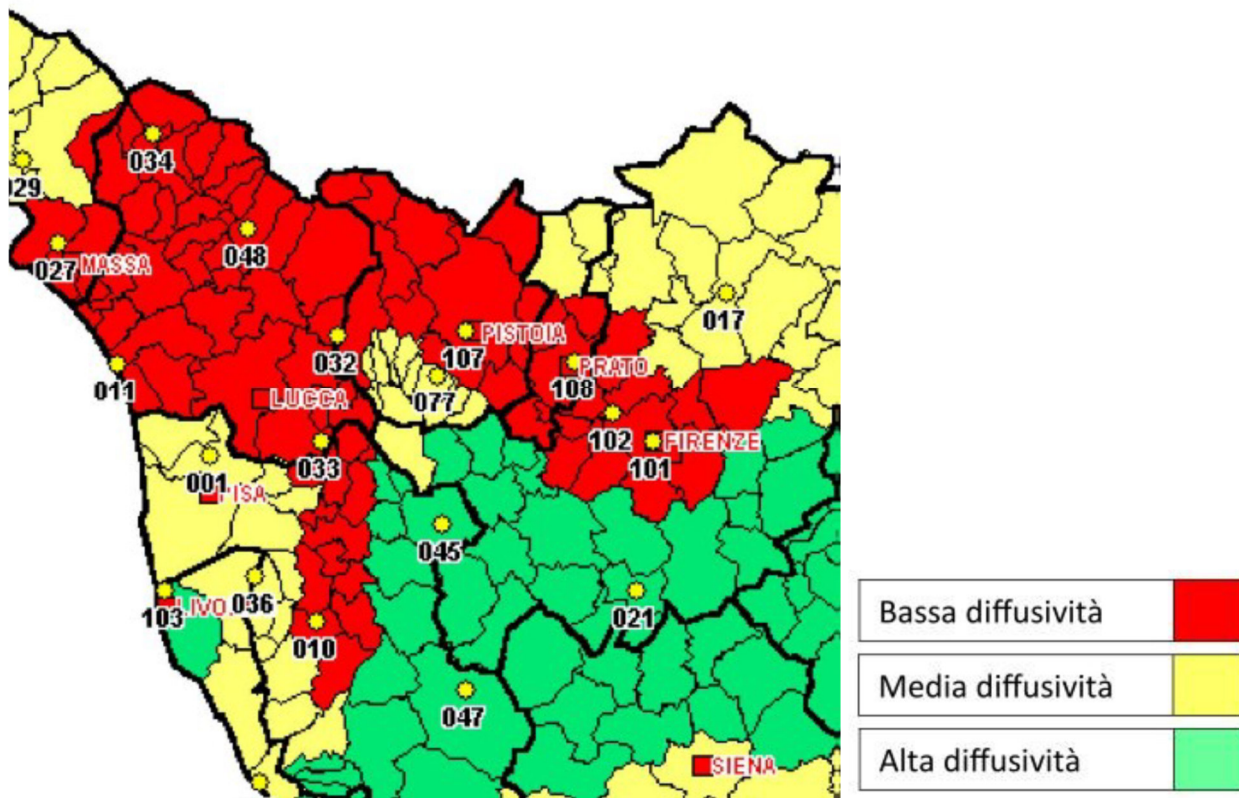 034
029
048
027 MASSA
017
032
PISTOIA
107
PRATO
108
011
077
LUCCA
102
FIRENZE
101
033
001
PISA
045
103
LIVO
036
021
010
047
SIENA
Bassa diffusività
Media diffusività
Alta diffusività